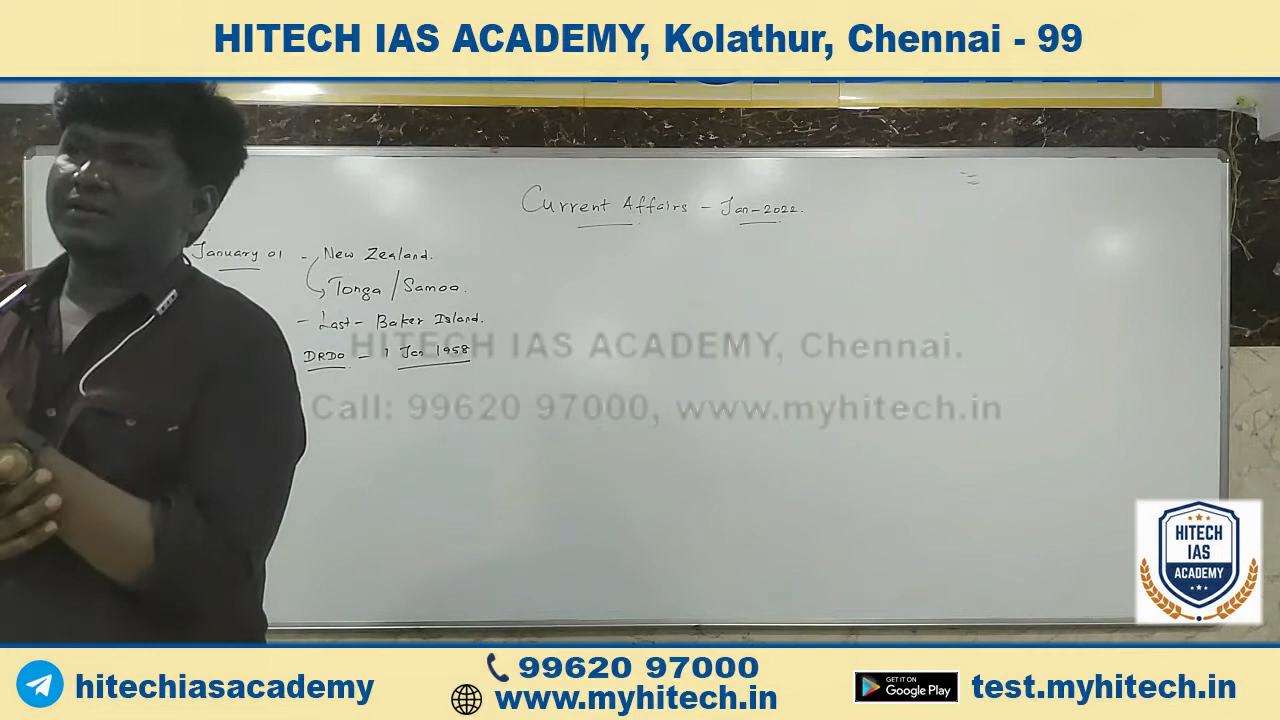 HITECH IAS ACADEMY, Kolathur, Chennai - 99
Current Affairs - Jan-2022.
January 01 - New Zealand.
Tonga / Samoa.
- Last - Baker Island.
DRDO - 1 Jan 1958
HITECH IAS ACADEMY, Chennai.
Call: 99620 97000, www.myhitech.in
HITECH
IAS
ACADEMY
hitechiasacademy
99620 97000
www.myhitech.in
GET IT ON
Google Play
test.myhitech.in